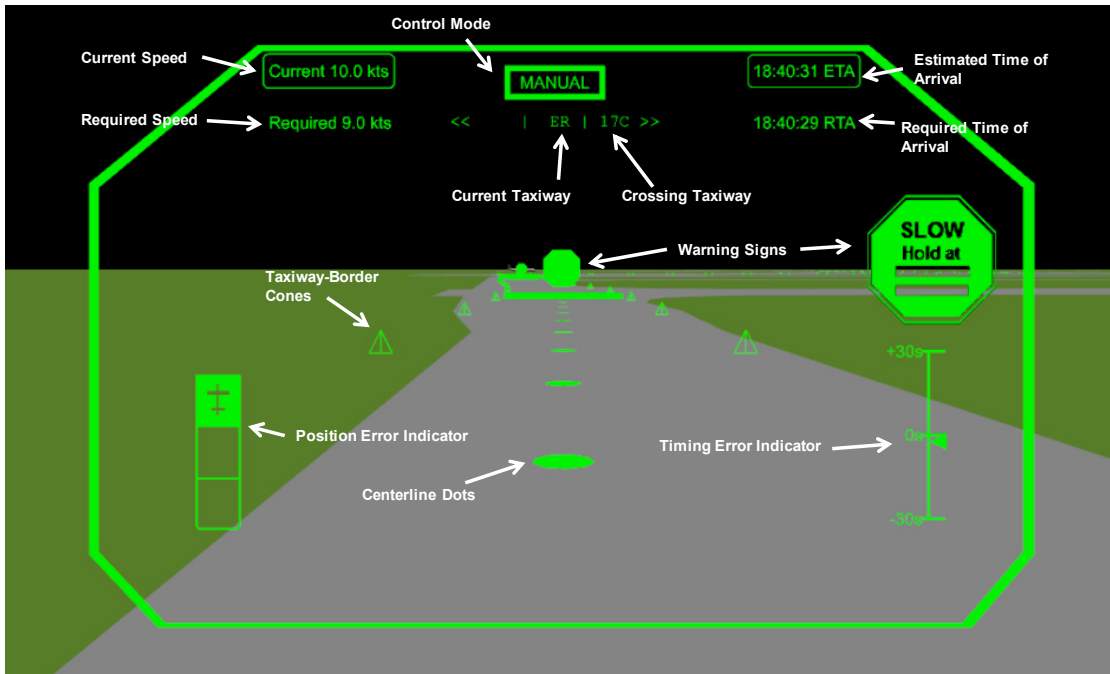 Control Mode
Current Speed
Current 10.0 kts
MANUAL
18:40:31 ETA
Estimated Time of
Arrival
Required Speed
Required 9.0 kts
<< | ER | 17C >>
18:40:29 RTA
Required Time of
Arrival
Current Taxiway
Crossing Taxiway
SLOW
Hold at
Warning Signs
Taxiway-Border
Cones
+30s
Position Error Indicator
Timing Error Indicator
0s
Centerline Dots
-30s